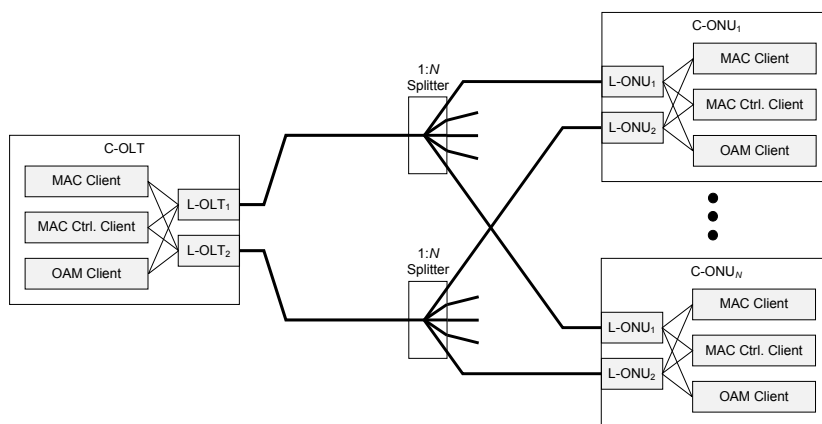 C-OLT
MAC Client
MAC Ctrl. Client
OAM Client
L-OLT₁
L-OLT₂
1:N
Splitter
1:N
Splitter
C-ONU₁
L-ONU₁
L-ONU₂
MAC Client
MAC Ctrl. Client
OAM Client
C-ONU_N
L-ONU₁
L-ONU₂
MAC Client
MAC Ctrl. Client
OAM Client